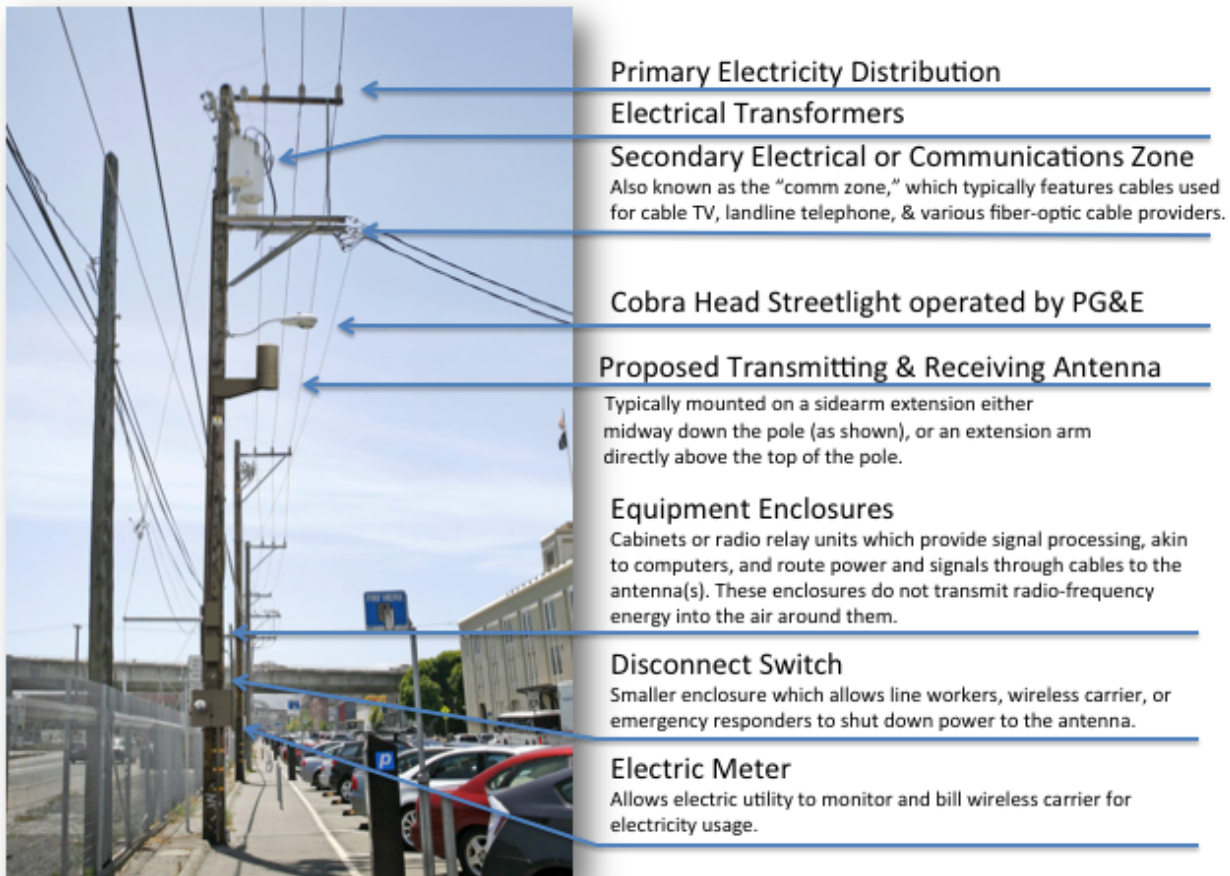 Primary Electricity Distribution
Electrical Transformers
Secondary Electrical or Communications Zone
Also known as the “comm zone,” which typically features cables used
for cable TV, landline telephone, & various fiber-optic cable providers.
Cobra Head Streetlight operated by PG&E
Proposed Transmitting & Receiving Antenna
Typically mounted on a sidearm extension either
midway down the pole (as shown), or an extension arm
directly above the top of the pole.
Equipment Enclosures
Cabinets or radio relay units which provide signal processing, akin
to computers, and route power and signals through cables to the
antenna(s). These enclosures do not transmit radio-frequency
energy into the air around them.
Disconnect Switch
Smaller enclosure which allows line workers, wireless carrier, or
emergency responders to shut down power to the antenna.
Electric Meter
Allows electric utility to monitor and bill wireless carrier for
electricity usage.
PAY HERE
P